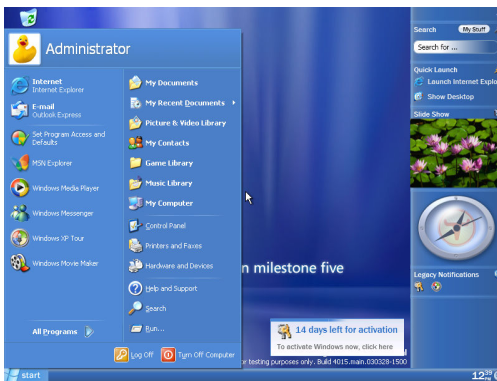 Administrator
Internet
Internet Explorer
E-mail
Outlook Express
Set Program Access and
Defaults
MSN Explorer
Windows Media Player
Windows Messenger
Windows XP Tour
Windows Movie Maker
All Programs
My Documents
My Recent Documents
Picture & Video Library
My Contacts
Game Library
Music Library
My Computer
Control Panel
Printers and Faxes
Hardware and Devices
Help and Support
Search
Run...
Log Off
Turn Off Computer
start
n milestone five
14 days left for activation
To activate Windows now, click here
or testing purposes only. Build 4015.main.030328-1500
Search
My Stuff
Search for ...
Quick Launch
Launch Internet Explo
Show Desktop
Slide Show
Legacy Notifications
12 39
PM